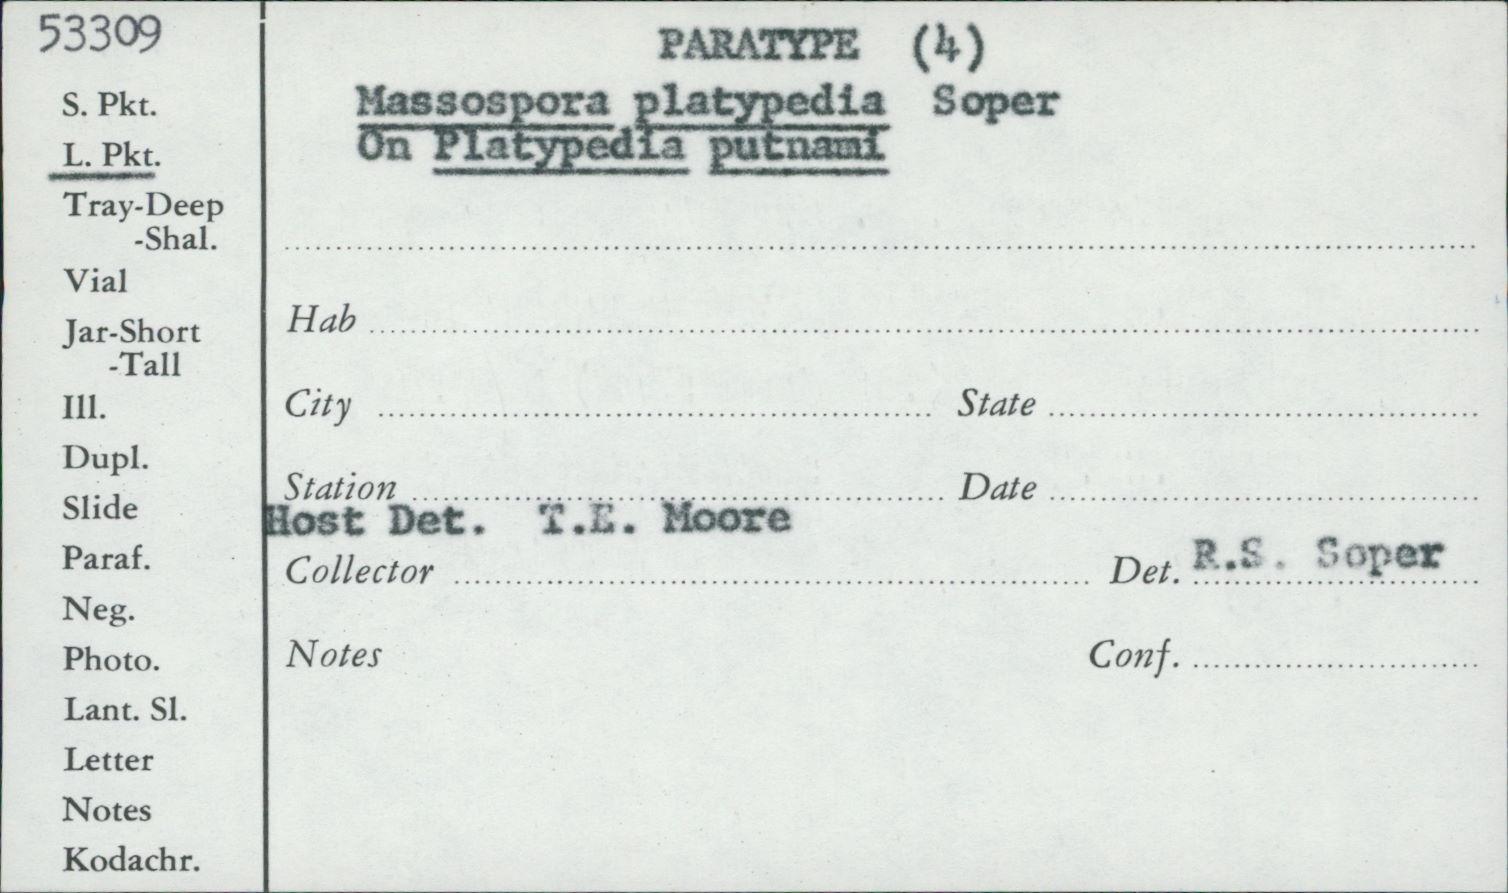 53309
S. Pkt.
L. Pkt.
Tray-Deep
-Shal.
Vial
Jar-Short
-Tall
Ill.
Dupl.
Slide
Paraf.
Neg.
Photo.
Lant. Sl.
Letter
Notes
Kodachr.
PARATYPE (4)
Massospora platypedia Soper
On Platypedia putnami
Hab
City State
Station Date
Host Det. T.E. Moore
Collector Det. R.S. Soper
Notes Conf.